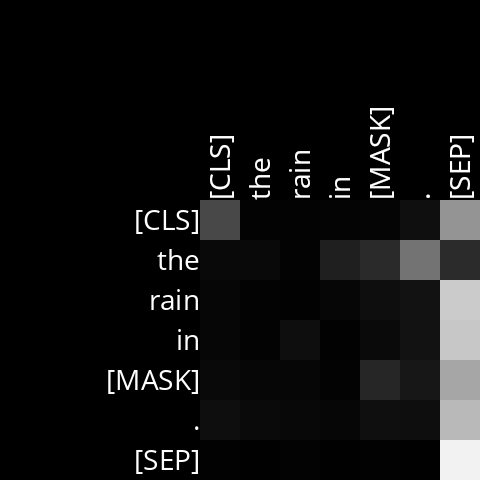 [CLS] the rain in [MASK] . [SEP]
[CLS]
the
rain
in
[MASK]
.
[SEP]